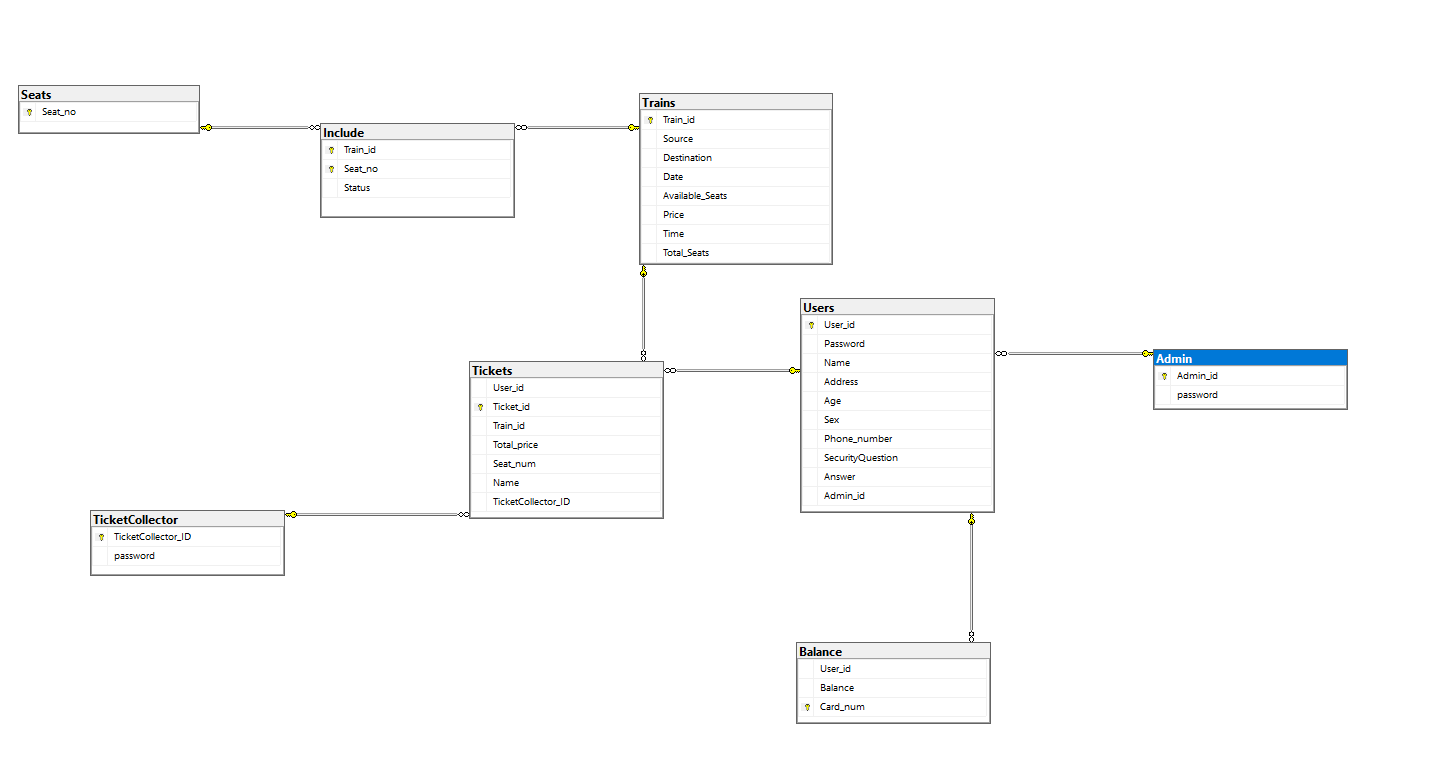 Seats
Seat_no
Include
Train_id
Seat_no
Status
Trains
Train_id
Source
Destination
Date
Available_Seats
Price
Time
Total_Seats
Users
User_id
Password
Name
Address
Age
Sex
Phone_number
SecurityQuestion
Answer
Admin_id
Admin
Admin_id
password
Tickets
User_id
Ticket_id
Train_id
Total_price
Seat_num
Name
TicketCollector_ID
TicketCollector
TicketCollector_ID
password
Balance
User_id
Balance
Card_num